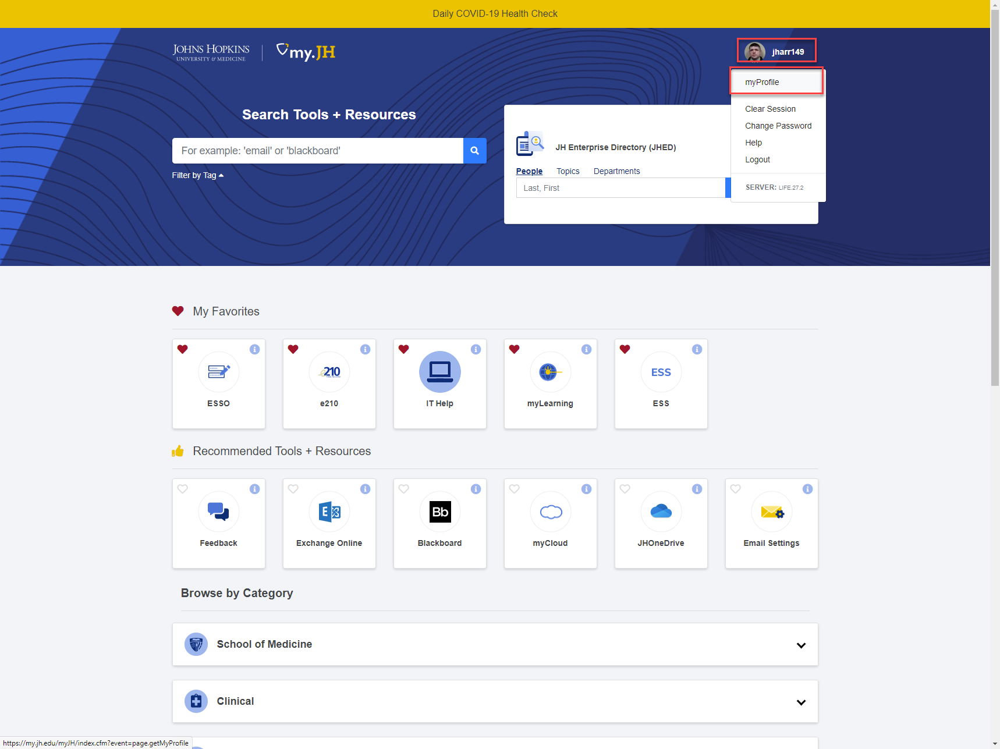 Daily COVID-19 Health Check
JOHNS HOPKINS
UNIVERSITY & MEDICINE
my.JH
jharr149
myProfile
Clear Session
Change Password
Help
Logout
SERVER: LIFE.27.2
Search Tools + Resources
For example: 'email' or 'blackboard'
Filter by Tag
JH Enterprise Directory (JHED)
People Topics Departments
Last, First
My Favorites
e210
ESS
ESSO e210 IT Help myLearning ESS
Recommended Tools + Resources
E
Bb
Feedback Exchange Online Blackboard myCloud JHOneDrive Email Settings
Browse by Category
School of Medicine
Clinical
https://my.jh.edu/myJH/index.cfm?event=page.getMyProfile